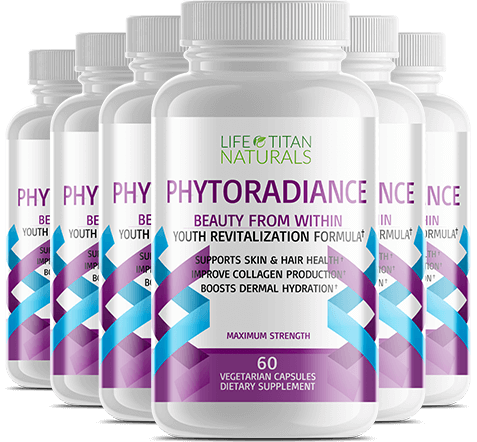 LIFE TITAN
NATURALS
PHYTORADIANCE
BEAUTY FROM WITHIN
YOUTH REVITALIZATION FORMULA†
SUPPORTS SKIN & HAIR HEALTH†
IMPROVE COLLAGEN PRODUCTION†
BOOSTS DERMAL HYDRATION†
MAXIMUM STRENGTH
60
VEGETARIAN CAPSULES
DIETARY SUPPLEMENT